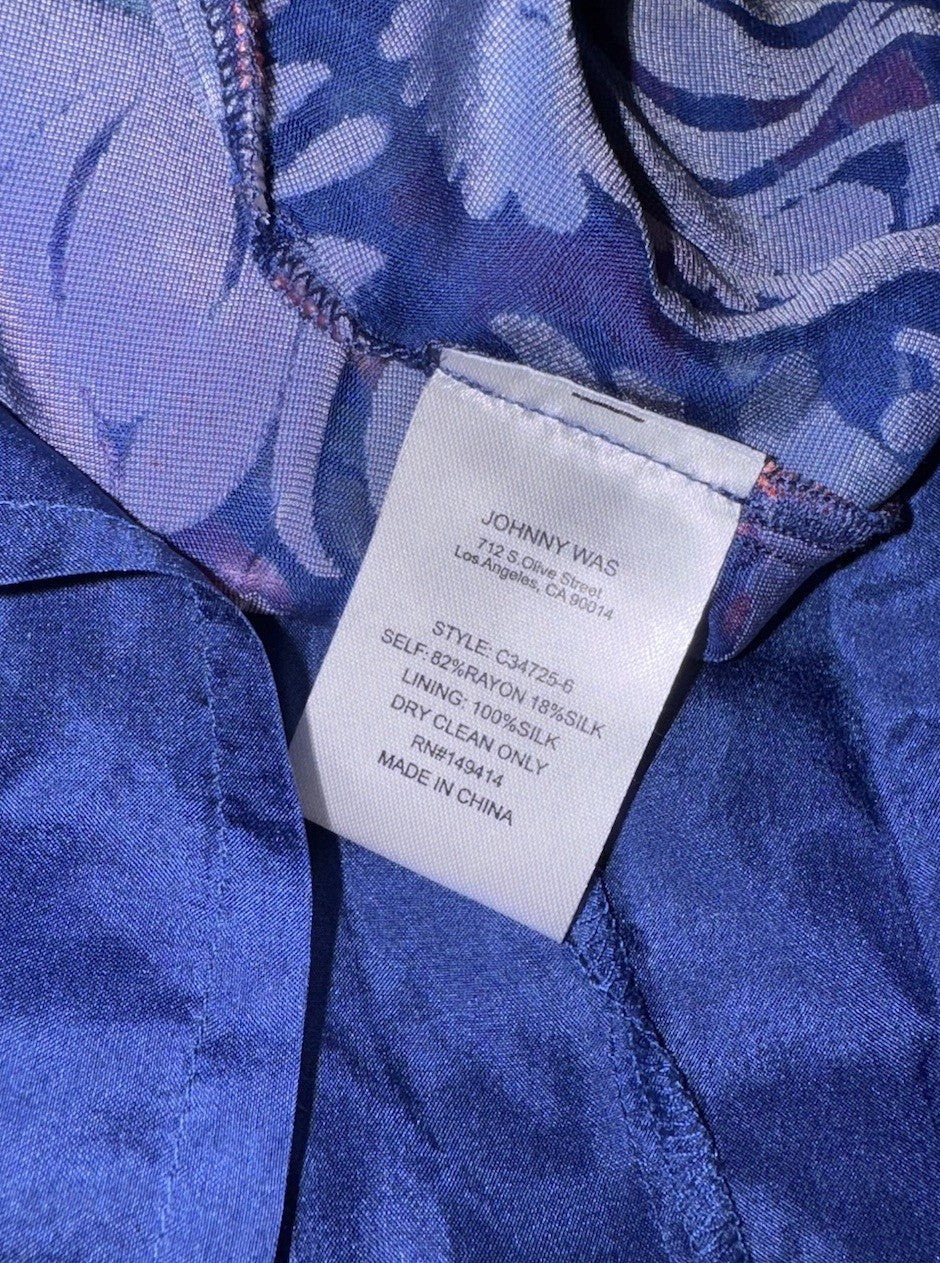 JOHNNY WAS
712 S.Olive Street
Los Angeles, CA 90014
STYLE: C34725-6
SELF: 82%RAYON 18%SILK
LINING: 100%SILK
DRY CLEAN ONLY
RN#149414
MADE IN CHINA